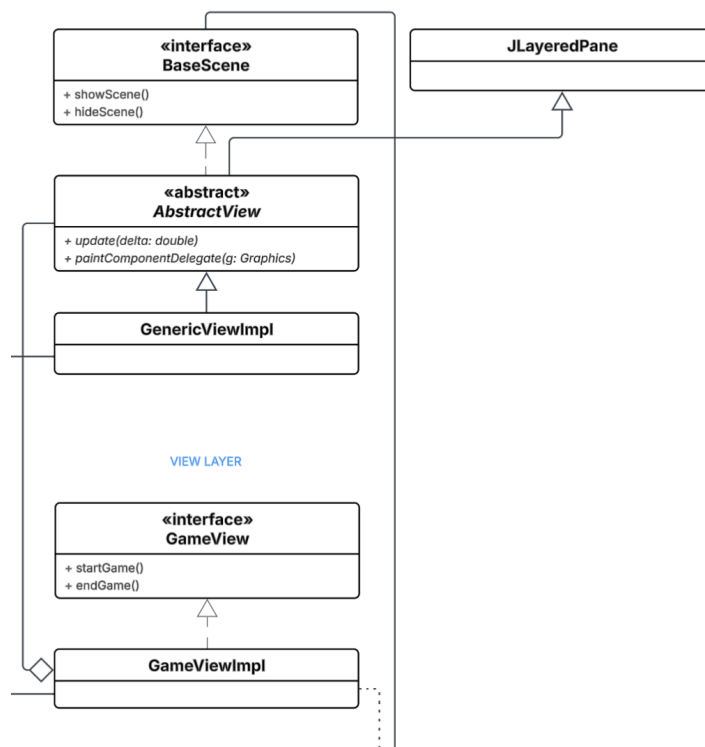 «interface»
BaseScene
+ showScene()
+ hideScene()
JLayeredPane
«abstract»
AbstractView
+ update(delta: double)
+ paintComponentDelegate(g: Graphics)
GenericViewImpl
VIEW LAYER
«interface»
GameView
+ startGame()
+ endGame()
GameViewImpl